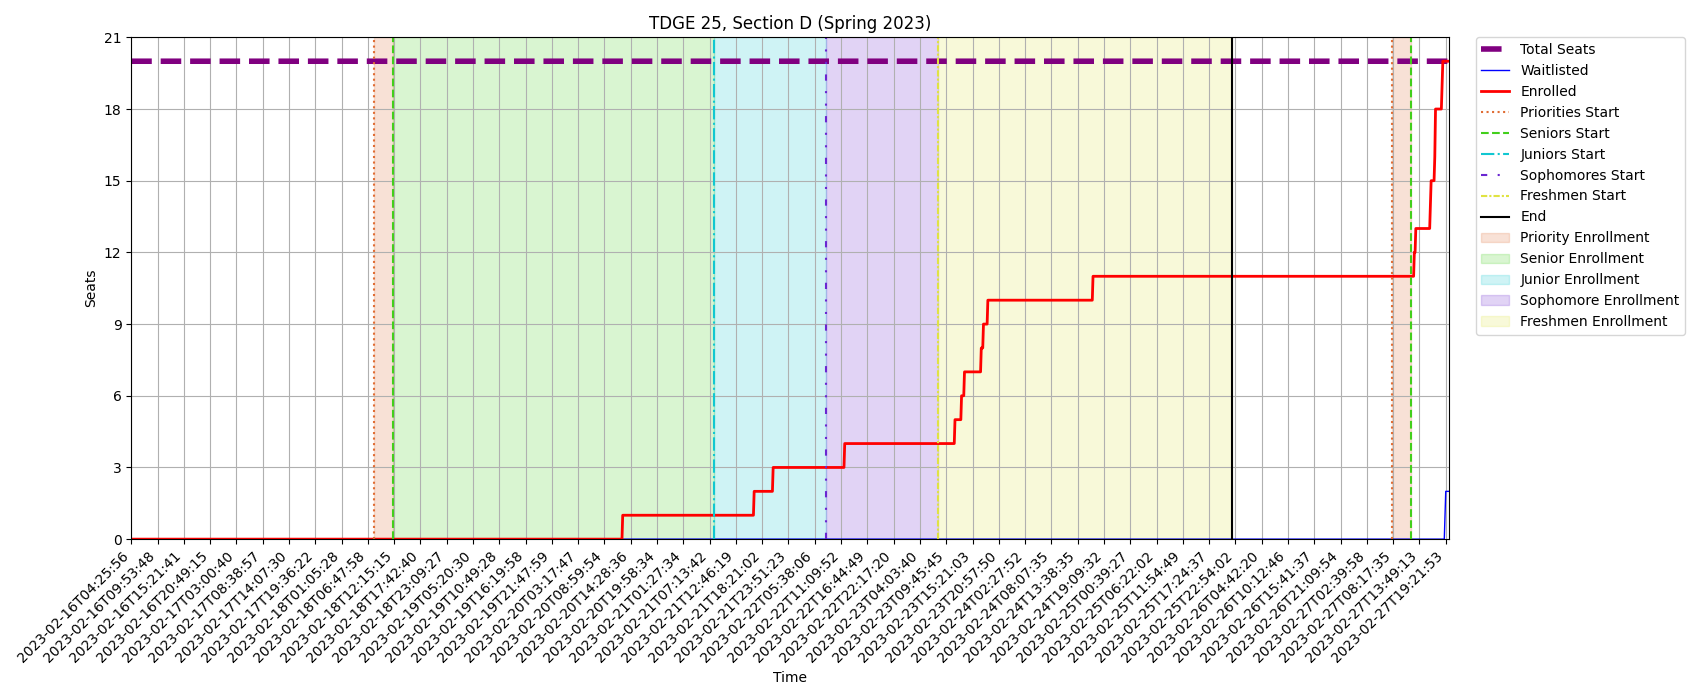 TDGE 25, Section D (Spring 2023)
21
18
15
12
9
6
3
0
Seats
2023-02-16T04:25:56
2023-02-16T09:53:48
2023-02-16T15:21:41
2023-02-16T20:49:15
2023-02-17T03:00:40
2023-02-17T08:38:57
2023-02-17T14:07:30
2023-02-17T19:36:22
2023-02-18T01:05:28
2023-02-18T06:47:58
2023-02-18T12:15:15
2023-02-18T17:42:40
2023-02-18T23:09:27
2023-02-19T05:20:30
2023-02-19T10:49:28
2023-02-19T16:19:58
2023-02-19T21:47:59
2023-02-20T03:17:47
2023-02-20T08:59:54
2023-02-20T14:28:36
2023-02-20T19:58:34
2023-02-21T01:27:34
2023-02-21T07:13:42
2023-02-21T12:46:19
2023-02-21T18:21:02
2023-02-21T23:51:23
2023-02-22T05:38:06
2023-02-22T11:09:52
2023-02-22T16:44:49
2023-02-22T22:17:20
2023-02-23T04:03:40
2023-02-23T09:45:45
2023-02-23T15:21:03
2023-02-23T20:57:50
2023-02-24T02:27:52
2023-02-24T08:07:35
2023-02-24T13:38:35
2023-02-24T19:09:32
2023-02-25T00:39:27
2023-02-25T06:22:02
2023-02-25T11:54:49
2023-02-25T17:24:37
2023-02-25T22:54:02
2023-02-26T04:42:20
2023-02-26T10:12:46
2023-02-26T15:41:37
2023-02-26T21:09:54
2023-02-27T02:39:58
2023-02-27T08:17:35
2023-02-27T13:49:13
2023-02-27T19:21:53
Time
Total Seats
Waitlisted
Enrolled
Priorities Start
Seniors Start
Juniors Start
Sophomores Start
Freshmen Start
End
Priority Enrollment
Senior Enrollment
Junior Enrollment
Sophomore Enrollment
Freshmen Enrollment